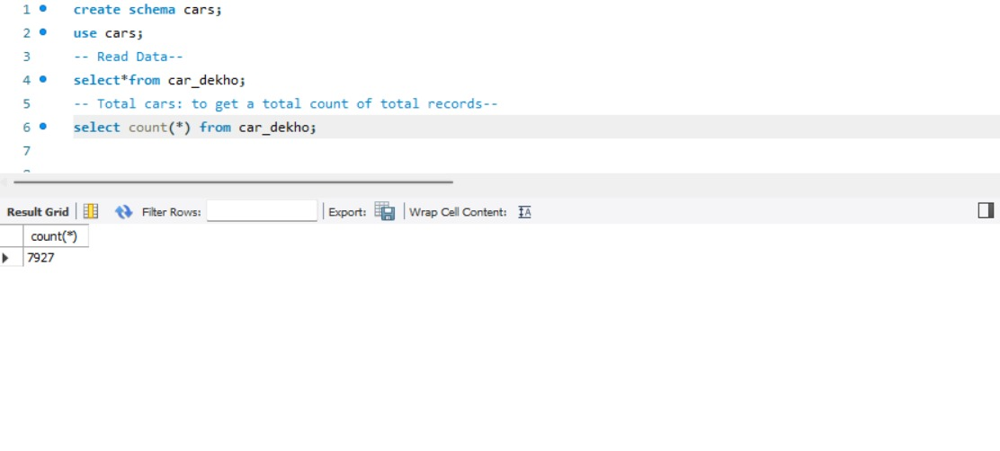 1 create schema cars;
2 use cars;
3 -- Read Data--
4 select*from car_dekho;
5 -- Total cars: to get a total count of total records--
6 select count(*) from car_dekho;
7
Result Grid Filter Rows: Export: Wrap Cell Content:
count(*)
7927